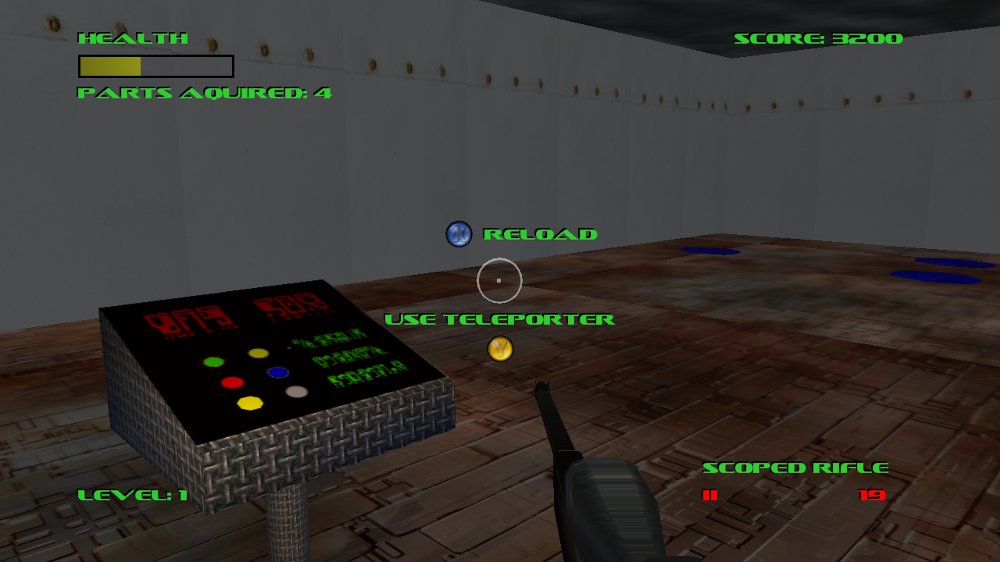 HEALTH
SCORE: 3200
PARTS AQUIRED: 4
X RELOAD
USE TELEPORTER
Y
SCOPED RIFLE
LEVEL: 1
11 19